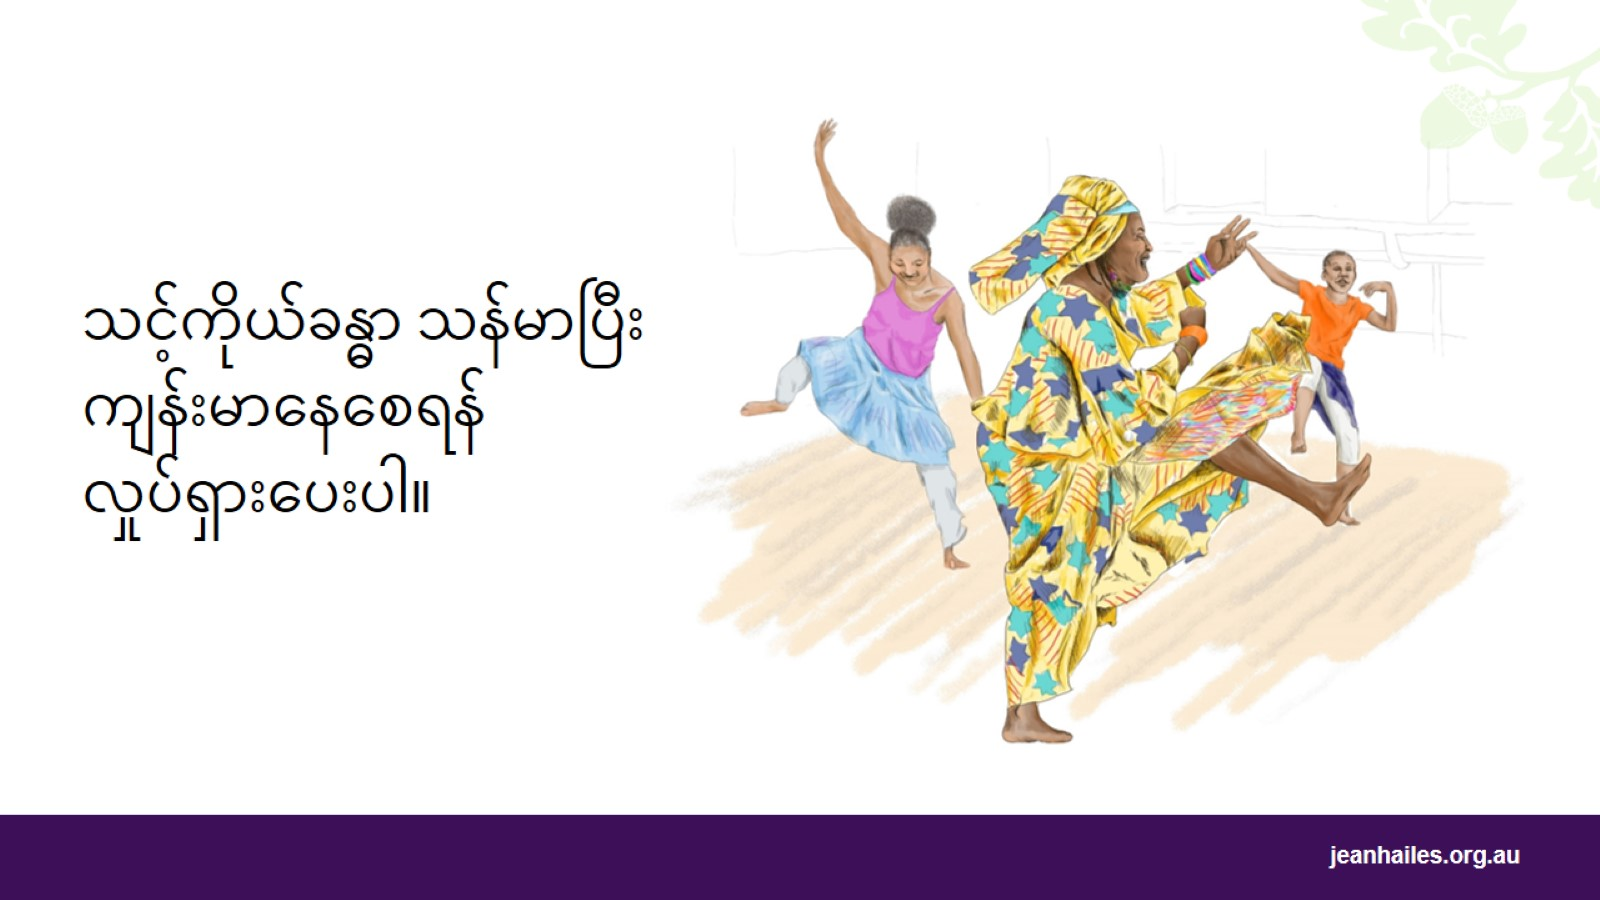 သင့်ကိုယ်ခန္ဓာ သန်မာပြီး
ကျန်းမာနေစေရန်
လှုပ်ရှားပေးပါ။
jeanhailes.org.au